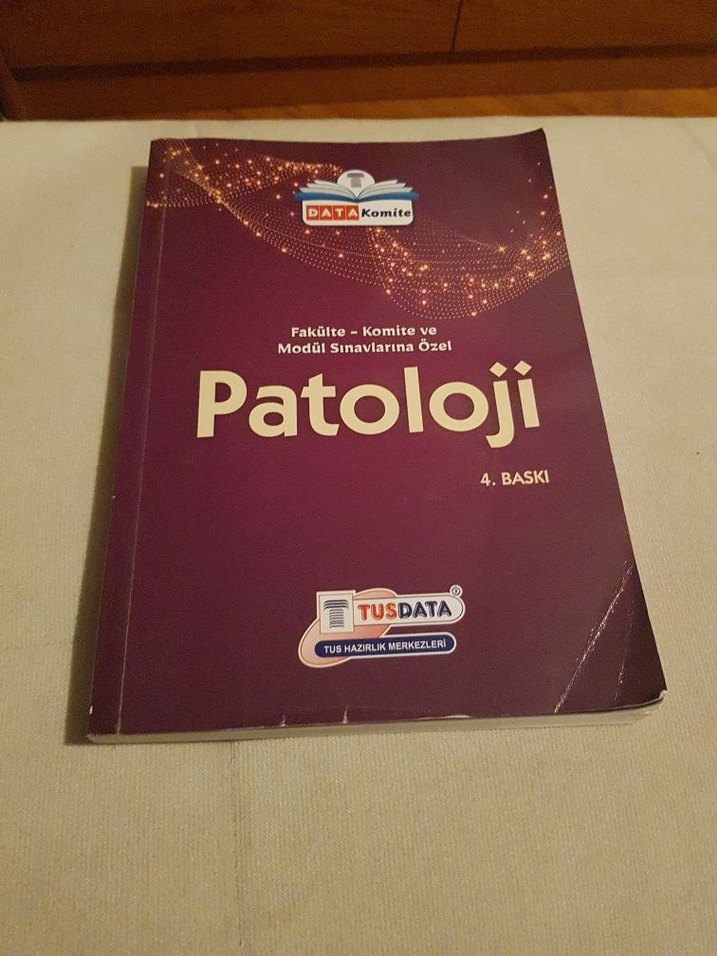 T
DATA Komite
Fakülte - Komite ve
Modül Sınavlarına Özel
Patoloji
4. BASKI
T TUSDATA ®
TUS HAZIRLIK MERKEZLERİ